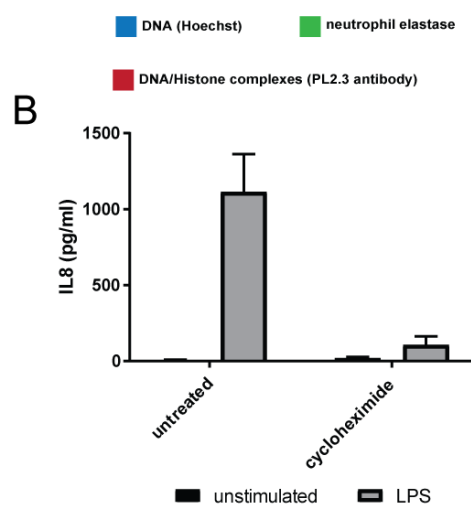 DNA (Hoechst)
neutrophil elastase
DNA/Histone complexes (PL2.3 antibody)
B
IL8 (pg/ml)
1500
1000
500
0
untreated
cycloheximide
unstimulated
LPS